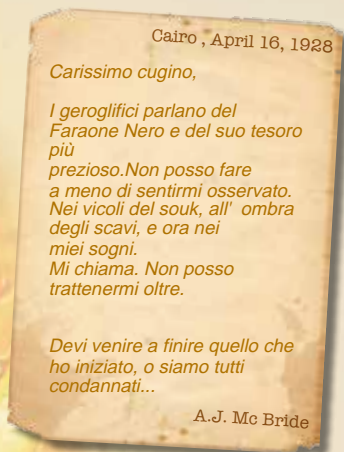 Cairo , April 16, 1928
Carissimo cugino,
I geroglifici parlano del
Faraone Nero e del suo tesoro
più
prezioso.Non posso fare
a meno di sentirmi osservato.
Nei vicoli del souk, all' ombra
degli scavi, e ora nei
miei sogni.
Mi chiama. Non posso
trattenermi oltre.
Devi venire a finire quello che
ho iniziato, o siamo tutti
condannati...
A.J. Mc Bride